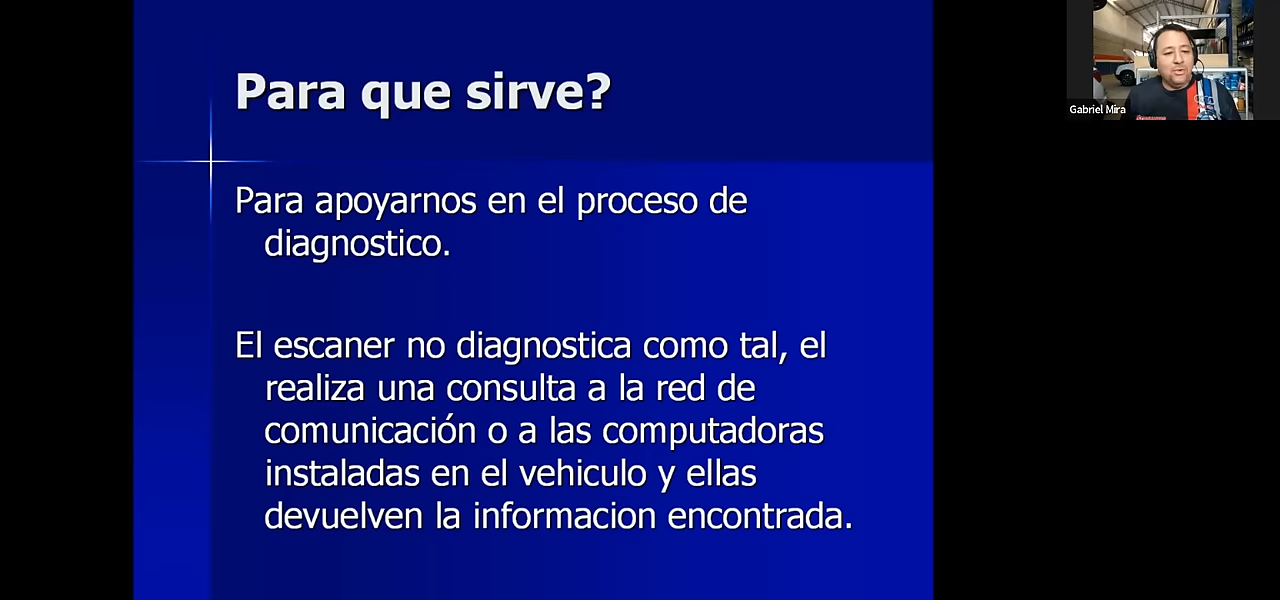 Para que sirve?
Para apoyarnos en el proceso de
diagnostico.
El escaner no diagnostica como tal, el
realiza una consulta a la red de
comunicación o a las computadoras
instaladas en el vehiculo y ellas
devuelven la informacion encontrada.
Gabriel Mira